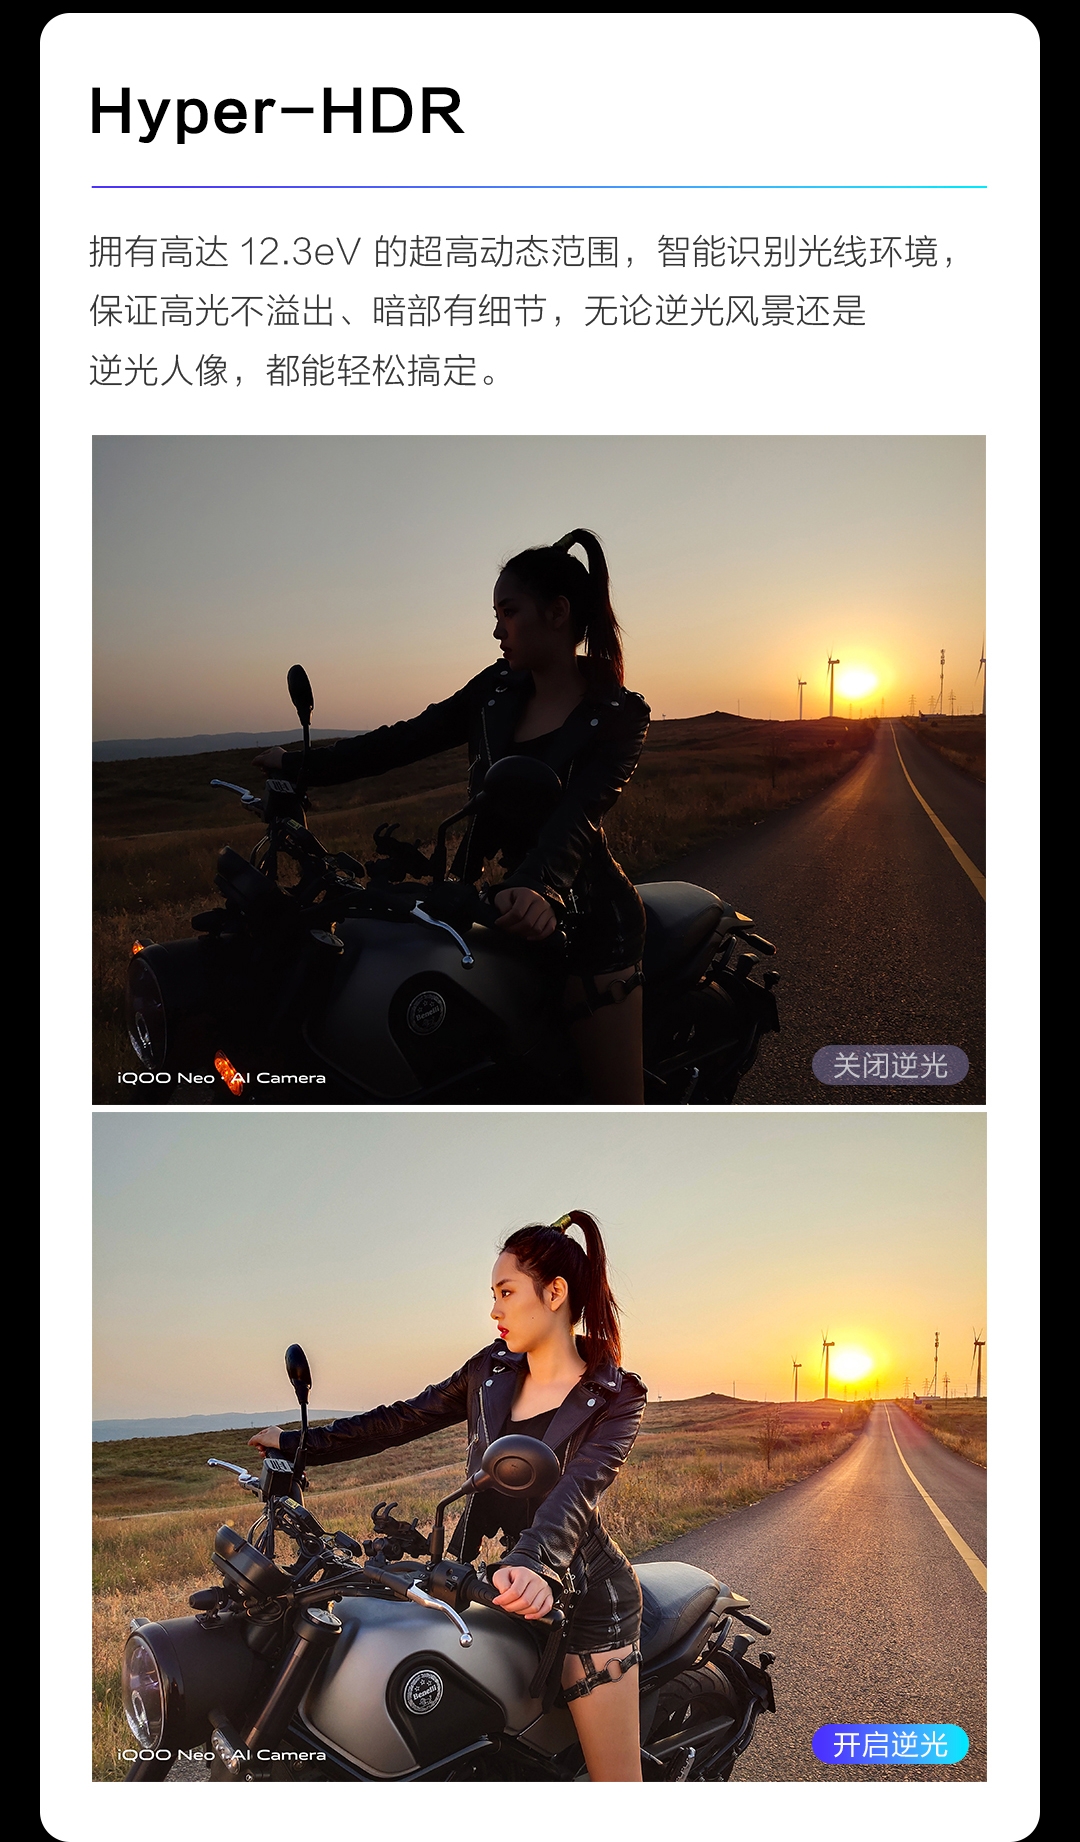 Hyper-HDR
拥有高达 12.3eV 的超高动态范围，智能识别光线环境，
保证高光不溢出、暗部有细节，无论逆光风景还是
逆光人像，都能轻松搞定。
Benelli
iQOO Neo · AI Camera
关闭逆光
Benelli
iQOO Neo · AI Camera
开启逆光